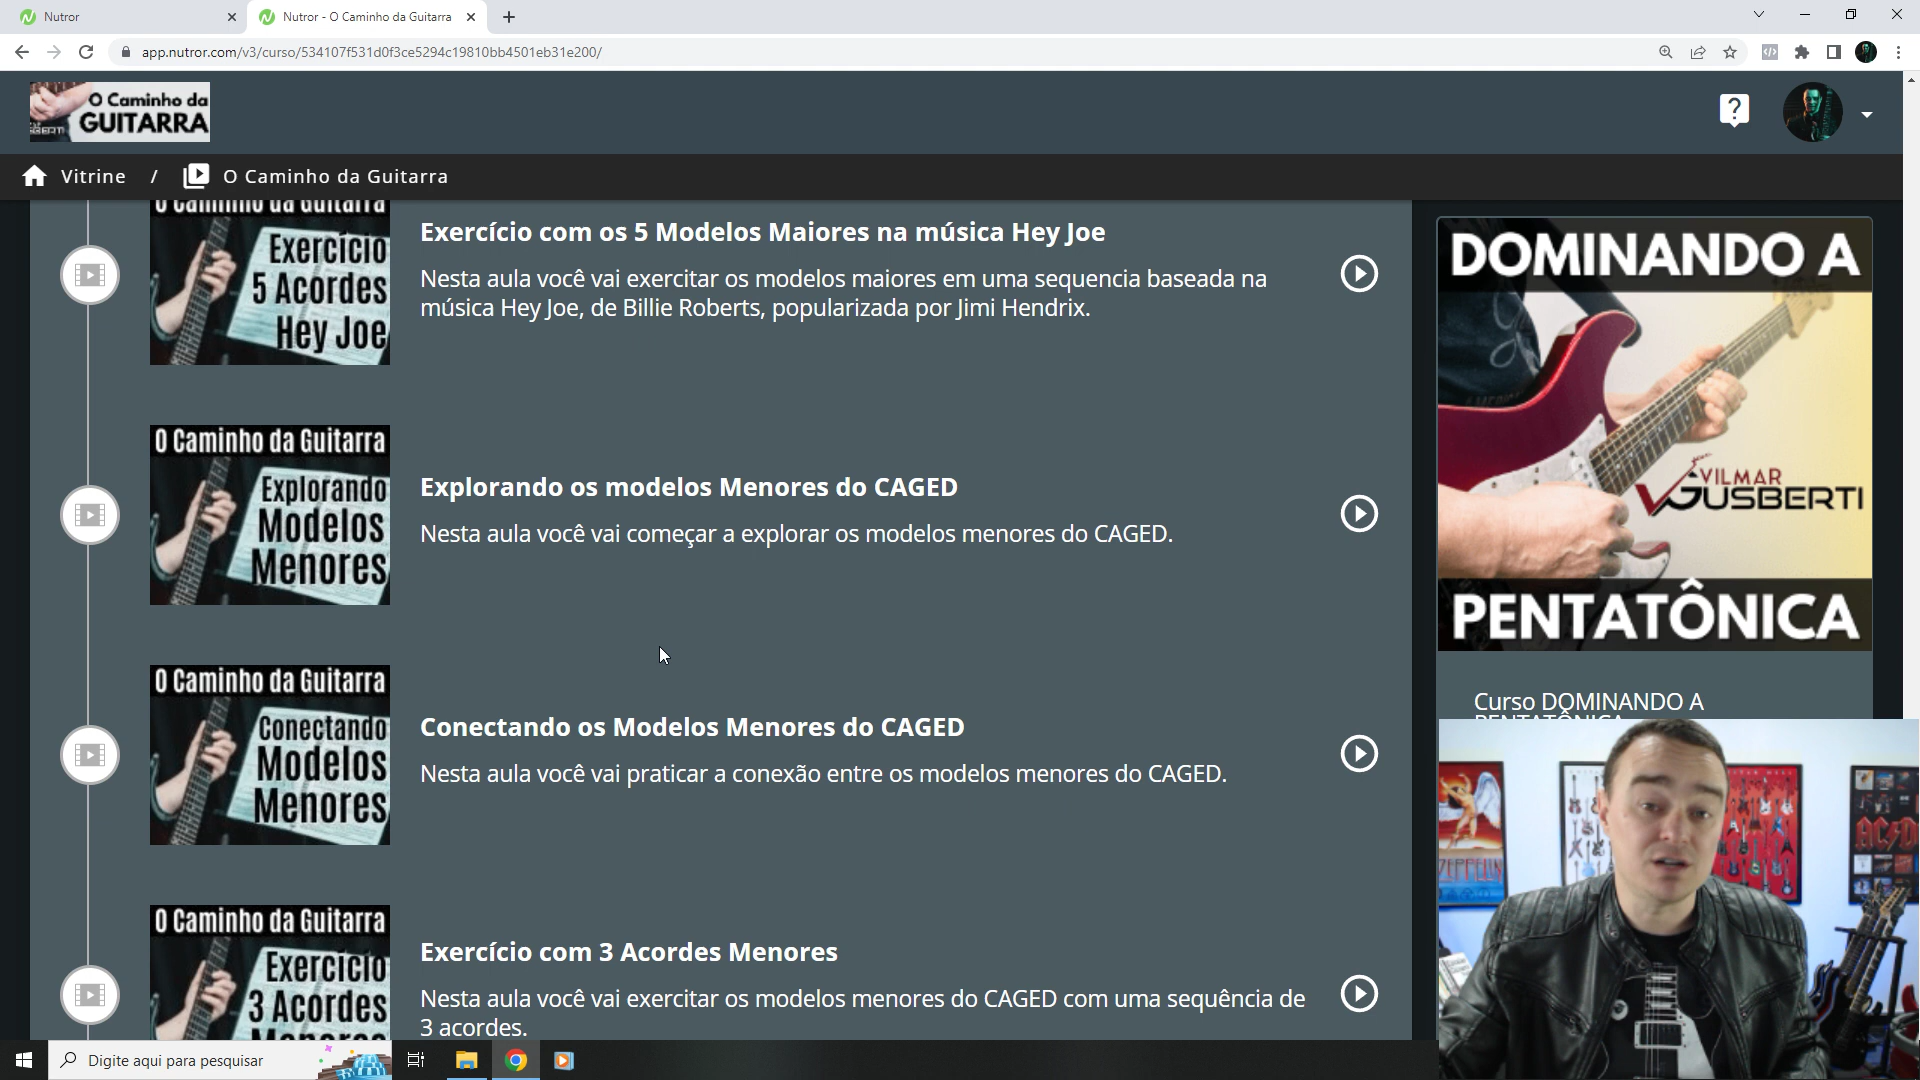 Nutror
Nutror - O Caminho da Guitarra
app.nutror.com/v3/curso/534107f531d0f3ce5294c19810bb4501eb31e200/
O Caminho da
GUITARRA
Vitrine / O Caminho da Guitarra
O Caminho da Guitarra
Exercício
5 Acordes
Hey Joe
Exercício com os 5 Modelos Maiores na música Hey Joe
Nesta aula você vai exercitar os modelos maiores em uma sequencia baseada na
música Hey Joe, de Billie Roberts, popularizada por Jimi Hendrix.
O Caminho da Guitarra
Explorando
Modelos
Menores
Explorando os modelos Menores do CAGED
Nesta aula você vai começar a explorar os modelos menores do CAGED.
O Caminho da Guitarra
Conectando
Modelos
Menores
Conectando os Modelos Menores do CAGED
Nesta aula você vai praticar a conexão entre os modelos menores do CAGED.
O Caminho da Guitarra
Exercício
3 Acordes
Menores
Exercício com 3 Acordes Menores
Nesta aula você vai exercitar os modelos menores do CAGED com uma sequência de
3 acordes.
DOMINANDO A
VILMAR
GUSBERTI
PENTATÔNICA
Curso DOMINANDO A
PENTATÔNICA
ZEPPELIN
AC/D
Digite aqui para pesquisar